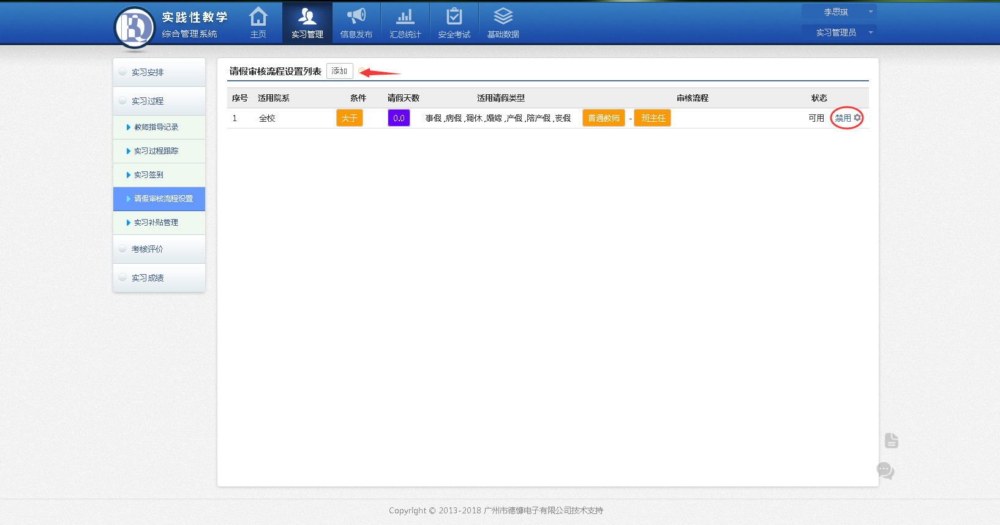 实践性教学
综合管理系统
主页
实习管理
信息发布
汇总统计
安全考试
基础数据
李思琪
实习管理员
实习安排
实习过程
教师指导记录
实习过程跟踪
实习签到
请假审核流程设置
实习补贴管理
考核评价
实习成绩
请假审核流程设置列表 添加
序号 适用院系 条件 请假天数 适用请假类型 审核流程 状态
1 全校 大于 0.0 事假 ,病假 ,调休 ,婚嫁 ,产假 ,陪产假 ,丧假 普通教师 - 班主任 可用 禁用
Copyright © 2013-2018 广州市德慷电子有限公司技术支持